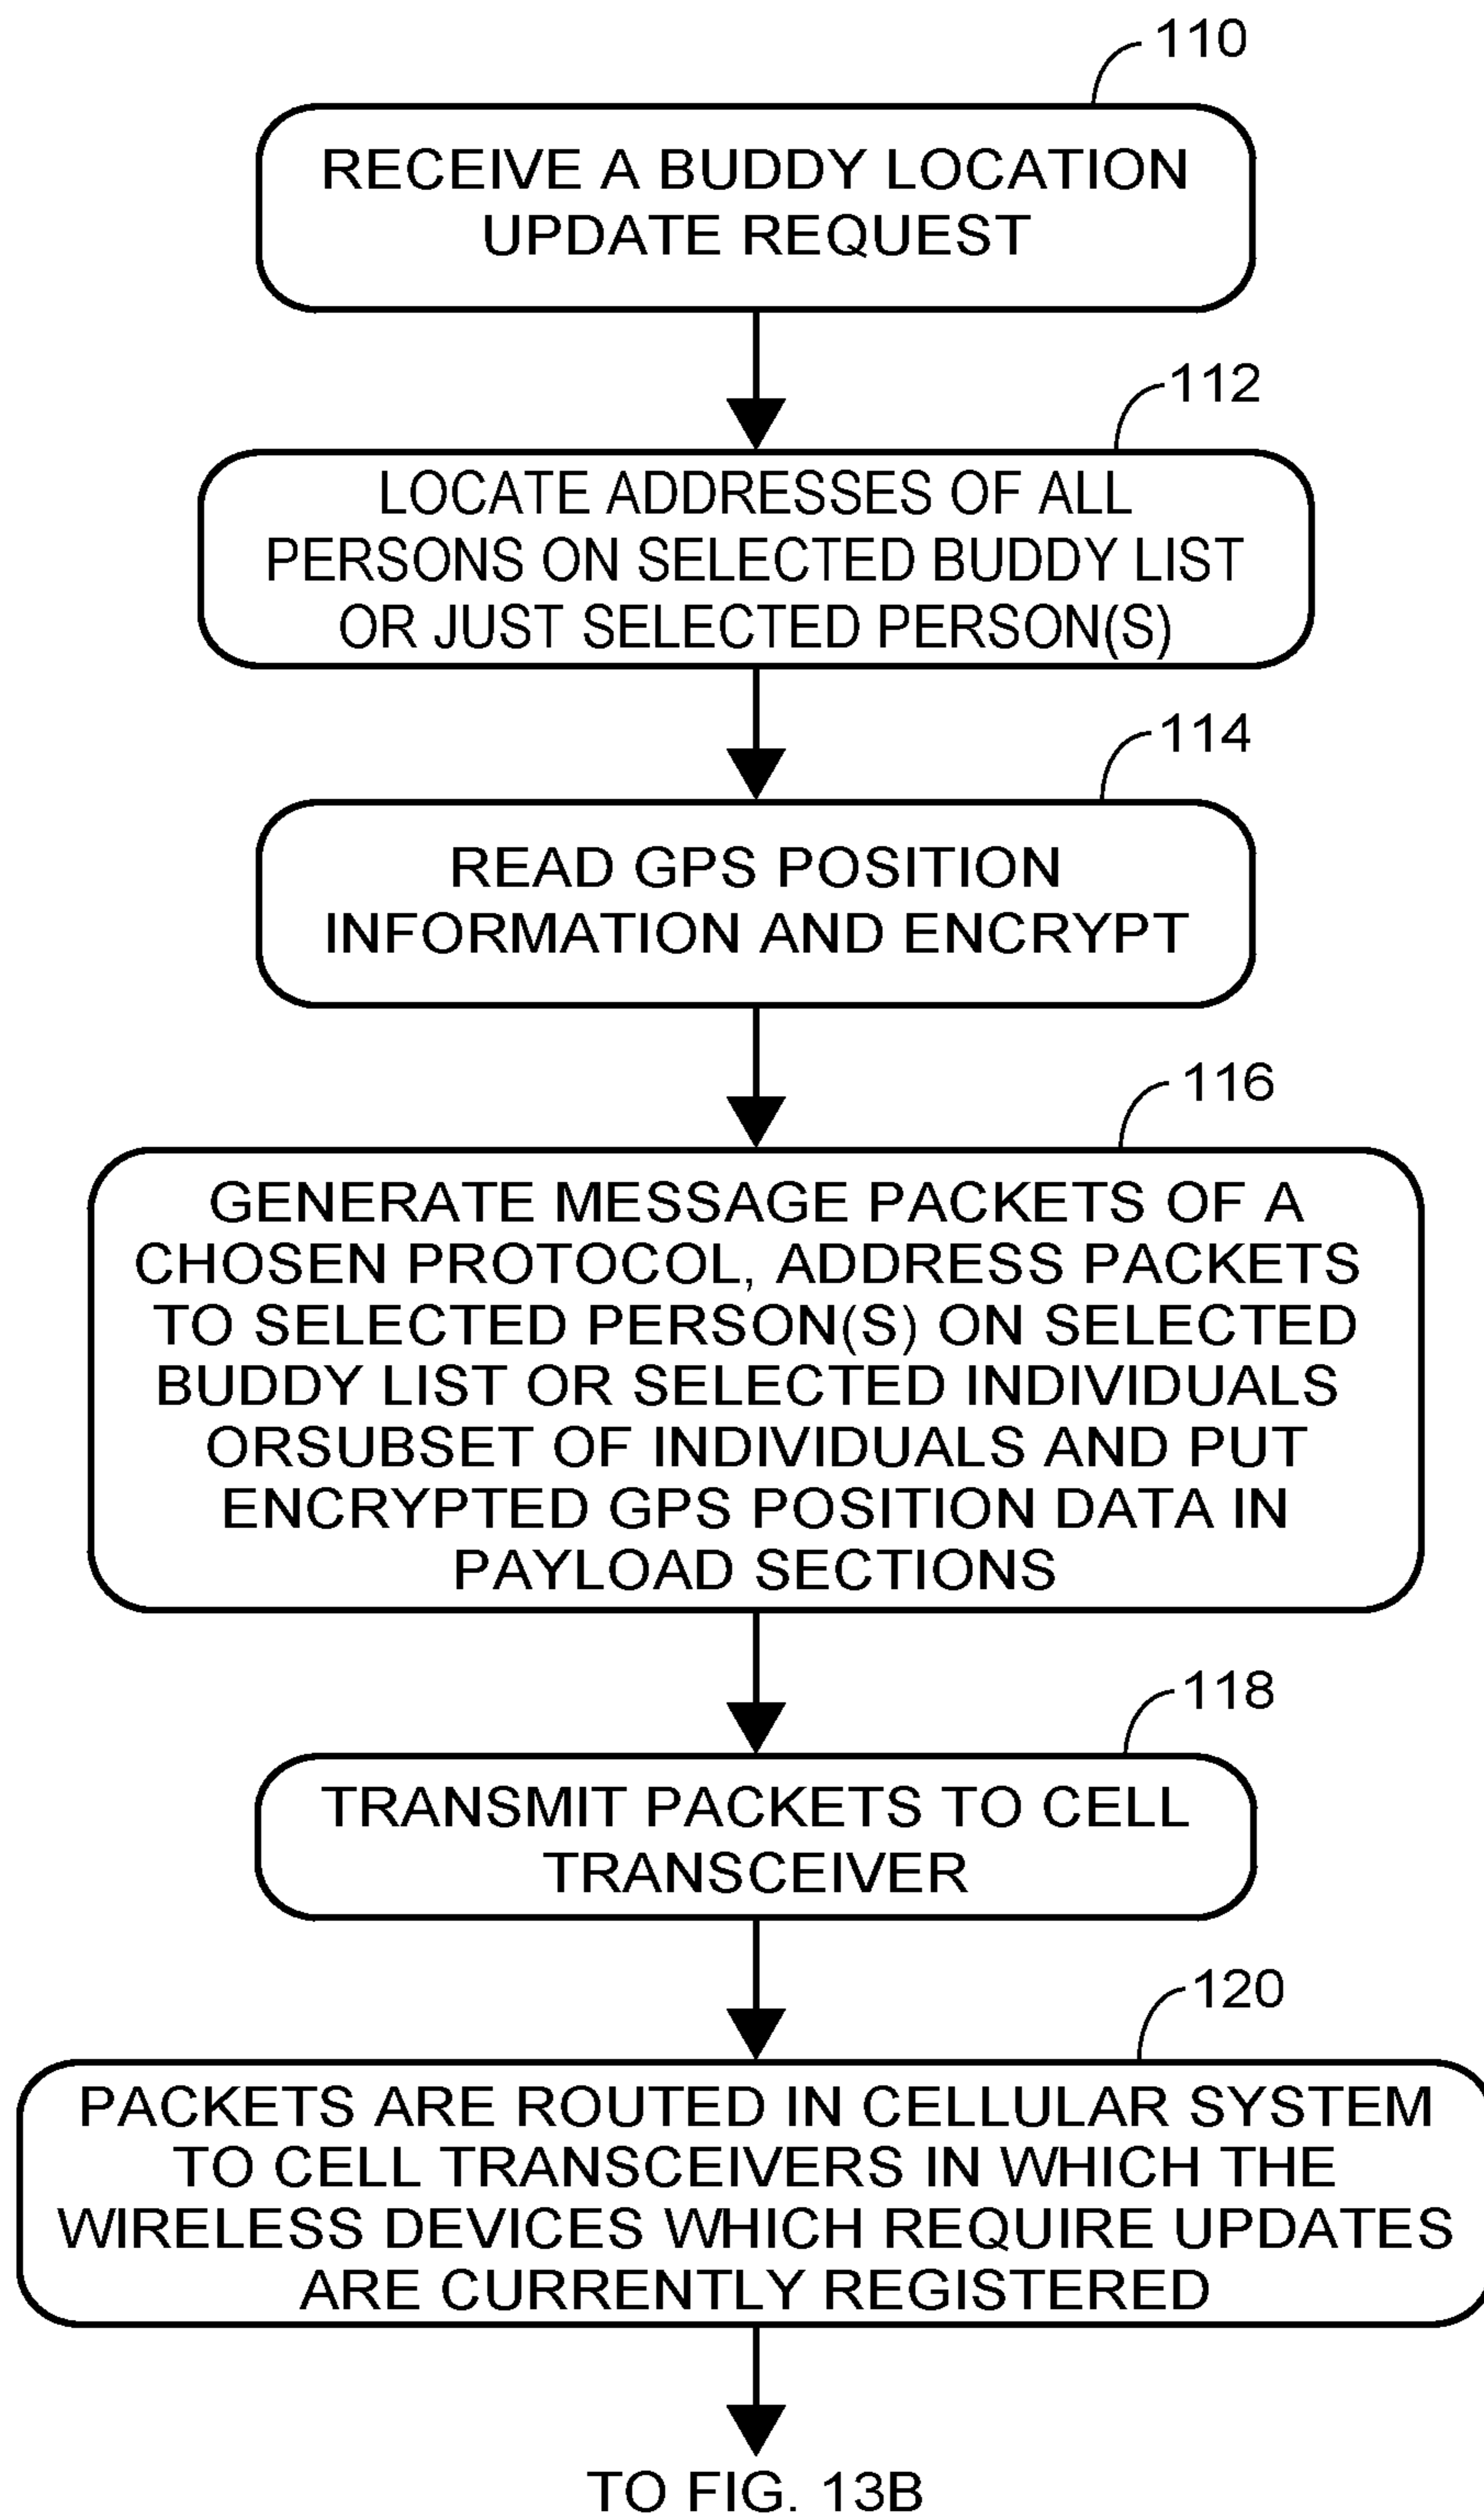 110
RECEIVE A BUDDY LOCATION
UPDATE REQUEST
112
LOCATE ADDRESSES OF ALL
PERSONS ON SELECTED BUDDY LIST
OR JUST SELECTED PERSON(S)
114
READ GPS POSITION
INFORMATION AND ENCRYPT
116
GENERATE MESSAGE PACKETS OF A
CHOSEN PROTOCOL, ADDRESS PACKETS
TO SELECTED PERSON(S) ON SELECTED
BUDDY LIST OR SELECTED INDIVIDUALS
ORSUBSET OF INDIVIDUALS AND PUT
ENCRYPTED GPS POSITION DATA IN
PAYLOAD SECTIONS
118
TRANSMIT PACKETS TO CELL
TRANSCEIVER
120
PACKETS ARE ROUTED IN CELLULAR SYSTEM
TO CELL TRANSCEIVERS IN WHICH THE
WIRELESS DEVICES WHICH REQUIRE UPDATES
ARE CURRENTLY REGISTERED
TO FIG. 13B